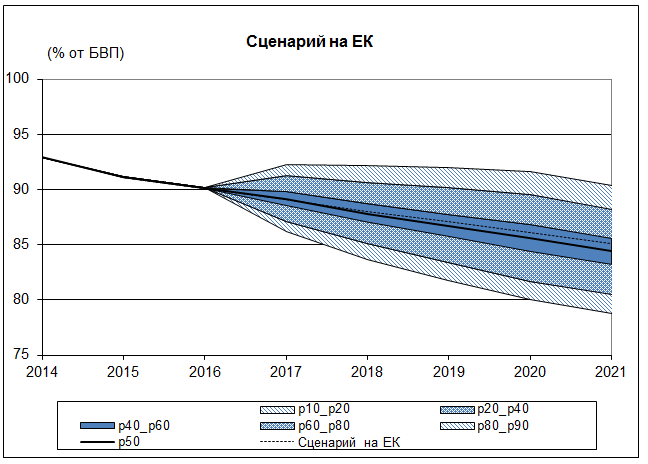 Сценарий на ЕК
(% от БВП)
100
95
90
85
80
75
2014 2015 2016 2017 2018 2019 2020 2021
p10_p20 p20_p40
p40_p60 p60_p80 p80_p90
p50 Сценарий на ЕК